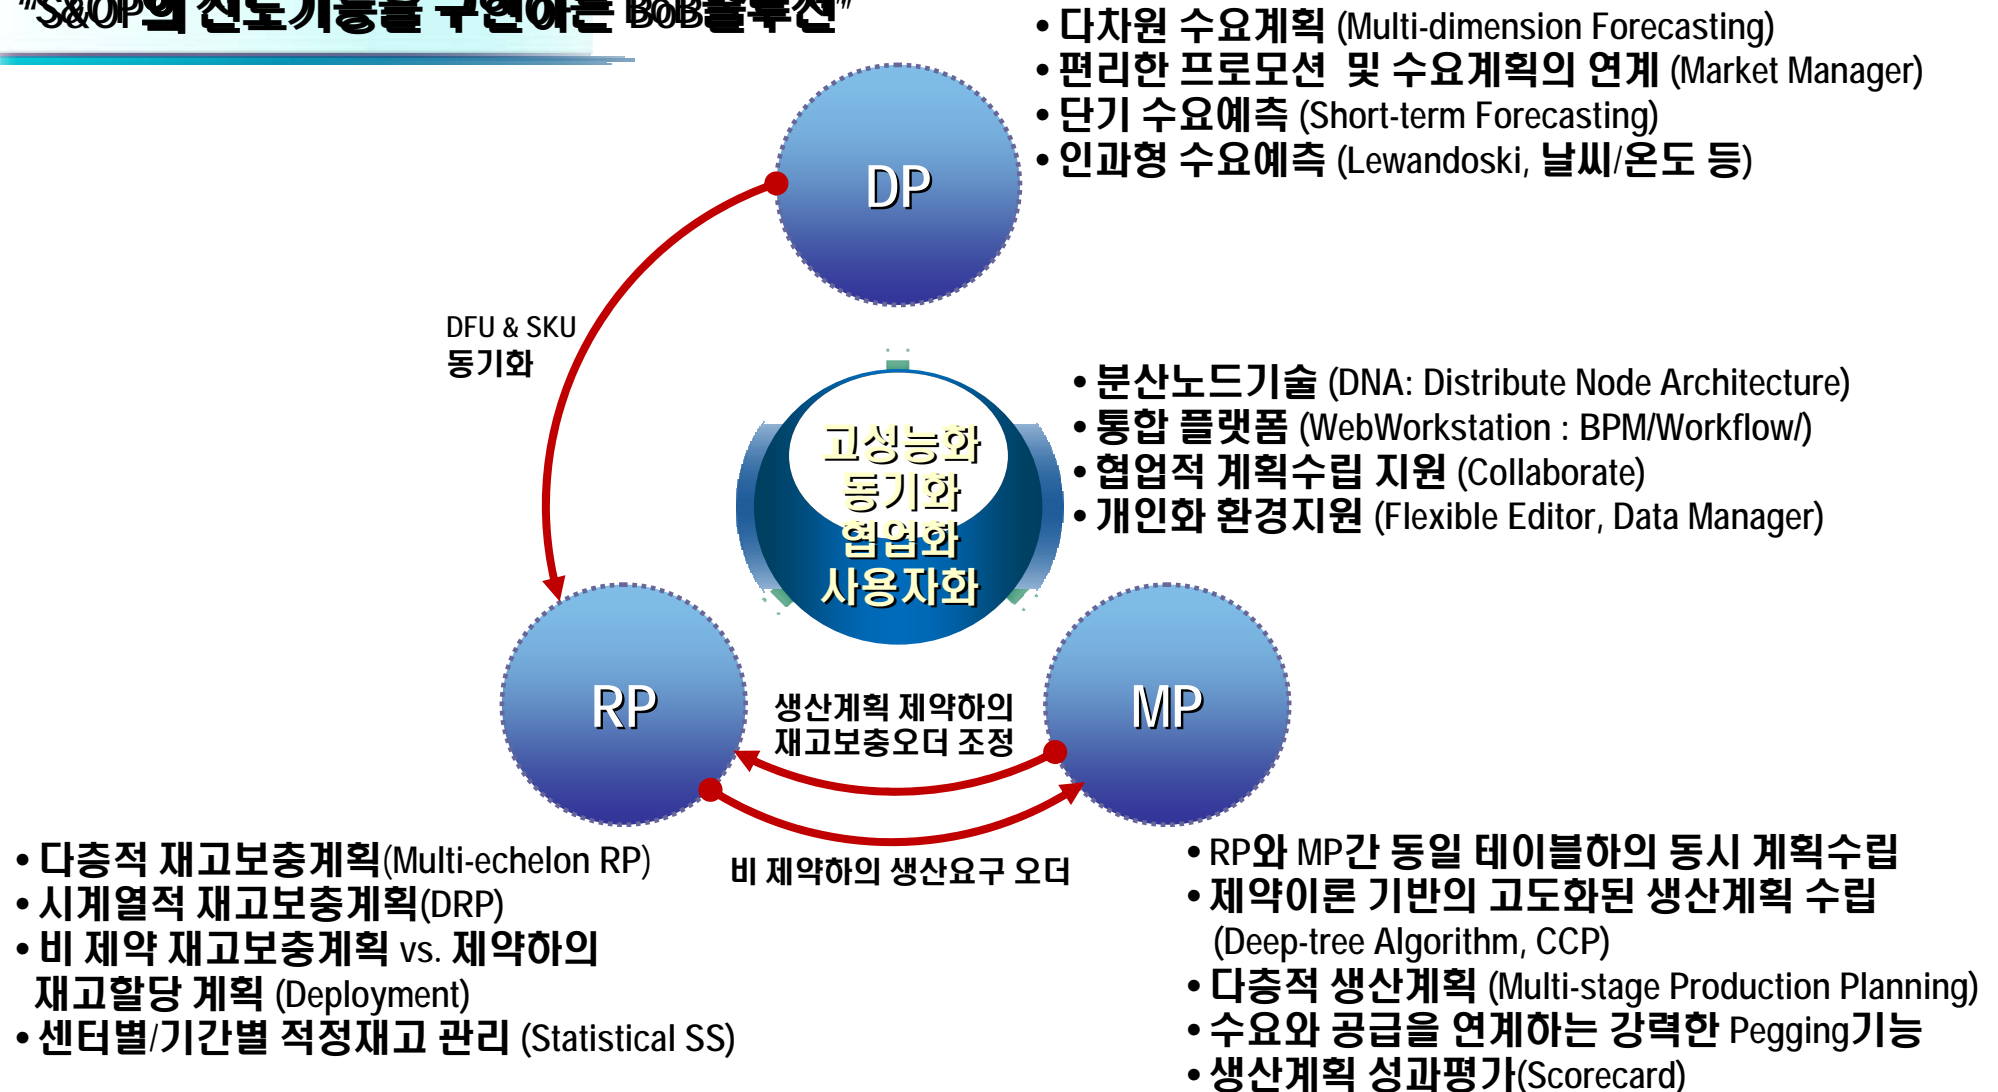 “S&OP의 선도기능을 구현하는 BoB솔루션”
• 다차원 수요계획 (Multi-dimension Forecasting)
• 편리한 프로모션 및 수요계획의 연계 (Market Manager)
• 단기 수요예측 (Short-term Forecasting)
• 인과형 수요예측 (Lewandoski, 날씨/온도 등)
DP
DFU & SKU
동기화
• 분산노드기술 (DNA: Distribute Node Architecture)
• 통합 플랫폼 (WebWorkstation : BPM/Workflow/)
• 협업적 계획수립 지원 (Collaborate)
• 개인화 환경지원 (Flexible Editor, Data Manager)
고성능화
동기화
협업화
사용자화
RP
생산계획 제약하의
재고보충오더 조정
MP
비 제약하의 생산요구 오더
• 다층적 재고보충계획(Multi-echelon RP)
• 시계열적 재고보충계획(DRP)
• 비 제약 재고보충계획 vs. 제약하의
재고할당 계획 (Deployment)
• 센터별/기간별 적정재고 관리 (Statistical SS)
• RP와 MP간 동일 테이블하의 동시 계획수립
• 제약이론 기반의 고도화된 생산계획 수립
(Deep-tree Algorithm, CCP)
• 다층적 생산계획 (Multi-stage Production Planning)
• 수요와 공급을 연계하는 강력한 Pegging기능
• 생산계획 성과평가(Scorecard)